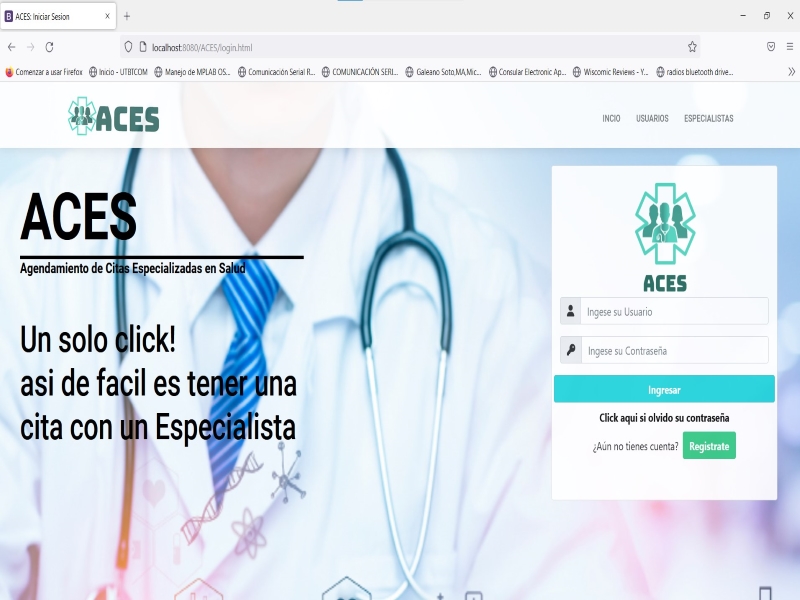 ACES: Iniciar Sesion
localhost:8080/ACES/login.html
Comenzar a usar Firefox
Inicio - UTBTCOM
Manejo de MPLAB OS...
Comunicación Serial R...
COMUNICACIÓN SERI...
Galeano Soto,MA,Mic...
Consular Electronic Ap...
Wiscomic Reviews - Y...
radios bluetooth drive...
ACES
INCIO USUARIOS ESPECIALISTAS
ACES
Agendamiento de Citas Especializadas en Salud
Un solo click!
asi de facil es tener una
cita con un Especialista
ACES
Ingese su Usuario
Ingese su Contraseña
Ingresar
Click aqui si olvido su contraseña
¿Aún no tienes cuenta? Registrate